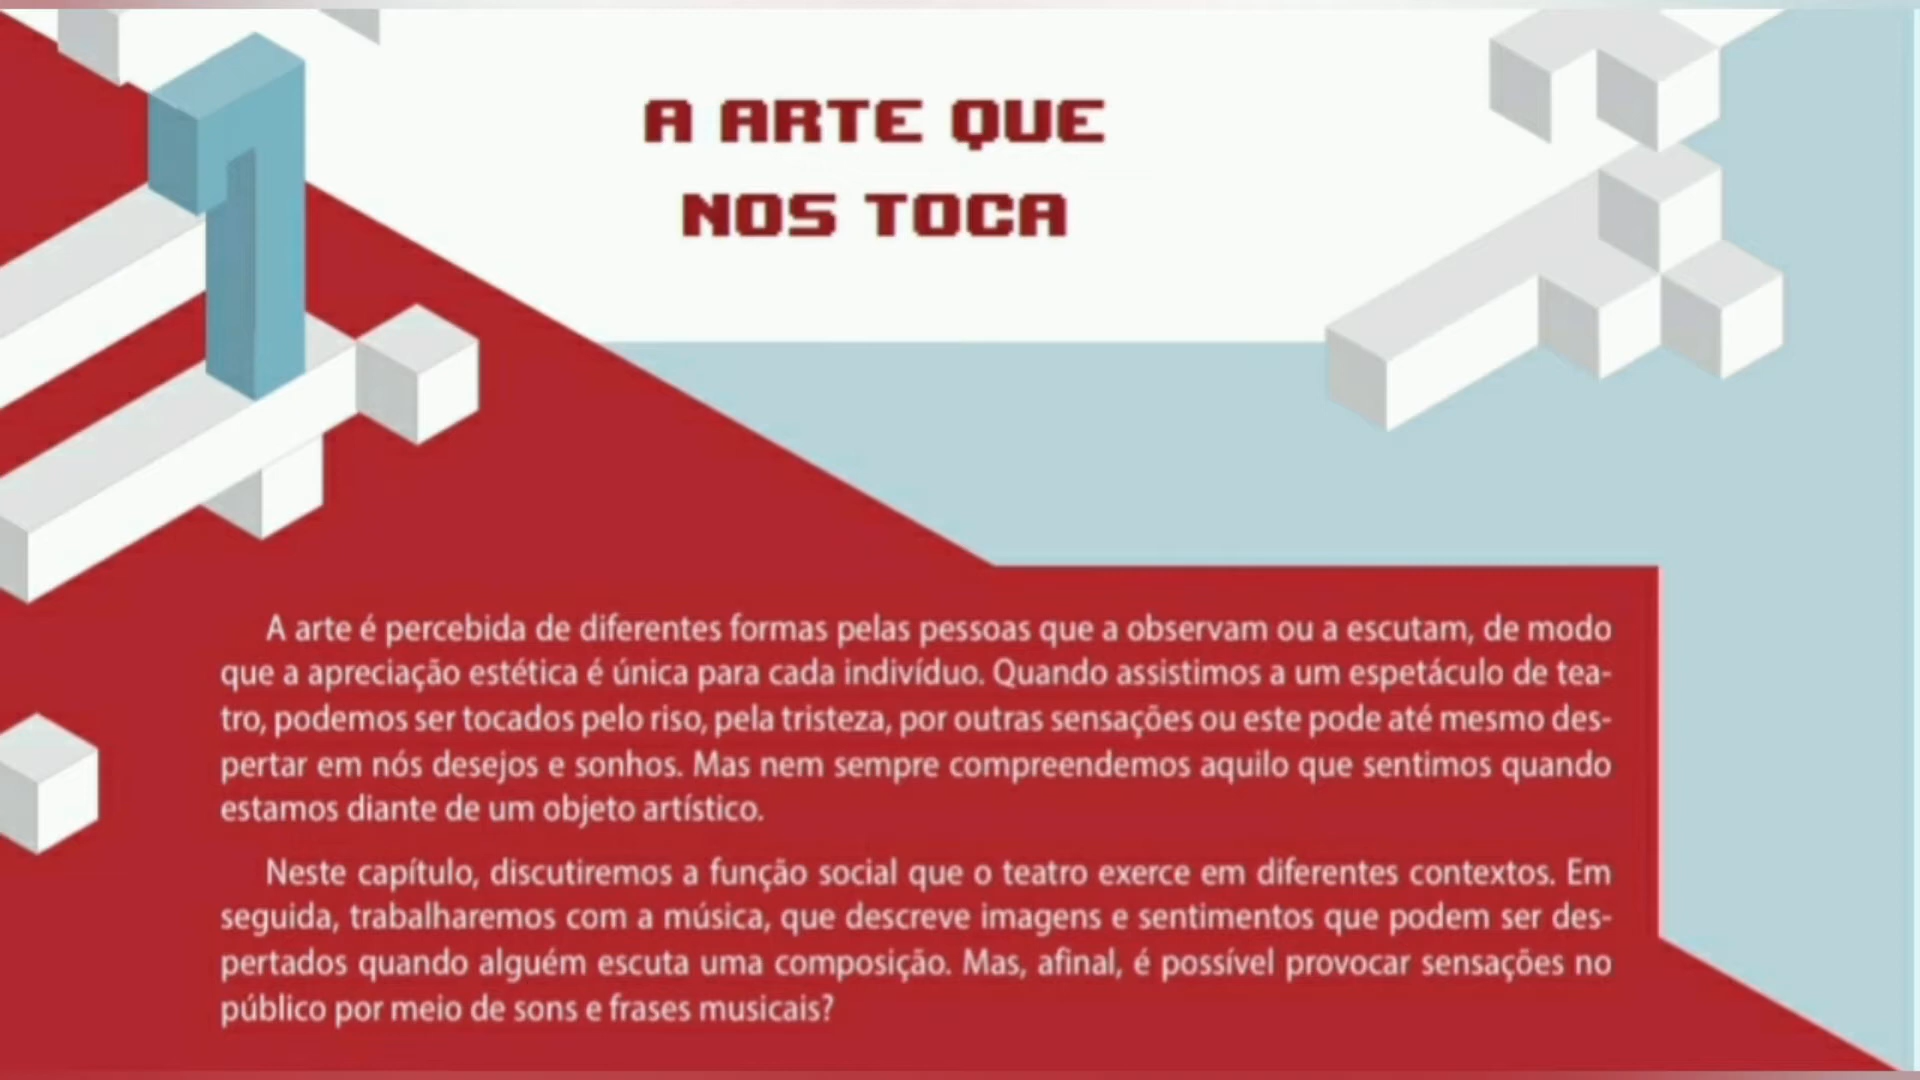 1
A ARTE QUE
NOS TOCA
A arte é percebida de diferentes formas pelas pessoas que a observam ou a escutam, de modo
que a apreciação estética é única para cada indivíduo. Quando assistimos a um espetáculo de tea-
tro, podemos ser tocados pelo riso, pela tristeza, por outras sensações ou este pode até mesmo des-
pertar em nós desejos e sonhos. Mas nem sempre compreendemos aquilo que sentimos quando
estamos diante de um objeto artístico.
Neste capítulo, discutiremos a função social que o teatro exerce em diferentes contextos. Em
seguida, trabalharemos com a música, que descreve imagens e sentimentos que podem ser des-
pertados quando alguém escuta uma composição. Mas, afinal, é possível provocar sensações no
público por meio de sons e frases musicais?